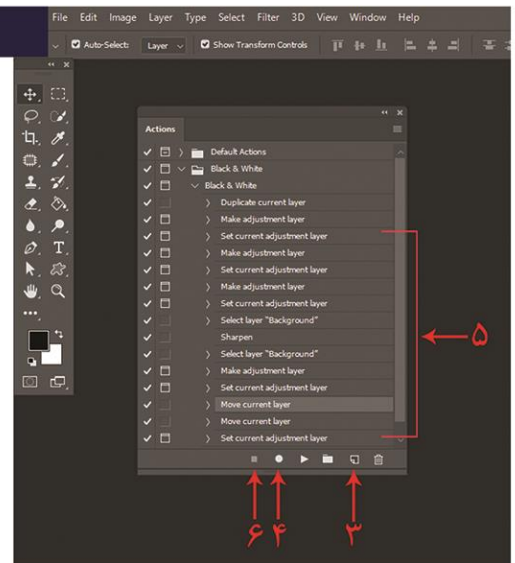 File Edit Image Layer Type Select Filter 3D View Window Help
Auto-Select: Layer Show Transform Controls
Actions
Default Actions
Black & White
Black & White
Duplicate current layer
Make adjustment layer
Set current adjustment layer
Make adjustment layer
Set current adjustment layer
Make adjustment layer
Set current adjustment layer
Select layer "Background"
Sharpen
Select layer "Background"
Make adjustment layer
Set current adjustment layer
Move current layer
Move current layer
Set current adjustment layer
۵
۶ ۴ ۳